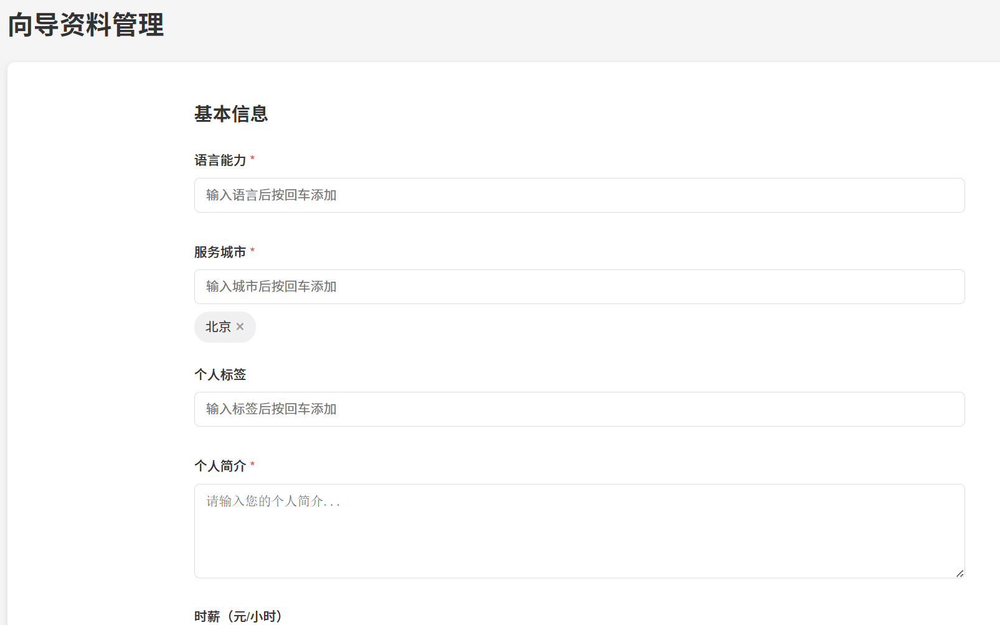 向导资料管理
基本信息
语言能力 *
输入语言后按回车添加
服务城市 *
输入城市后按回车添加
北京 ×
个人标签
输入标签后按回车添加
个人简介 *
请输入您的个人简介...
时薪（元/小时）